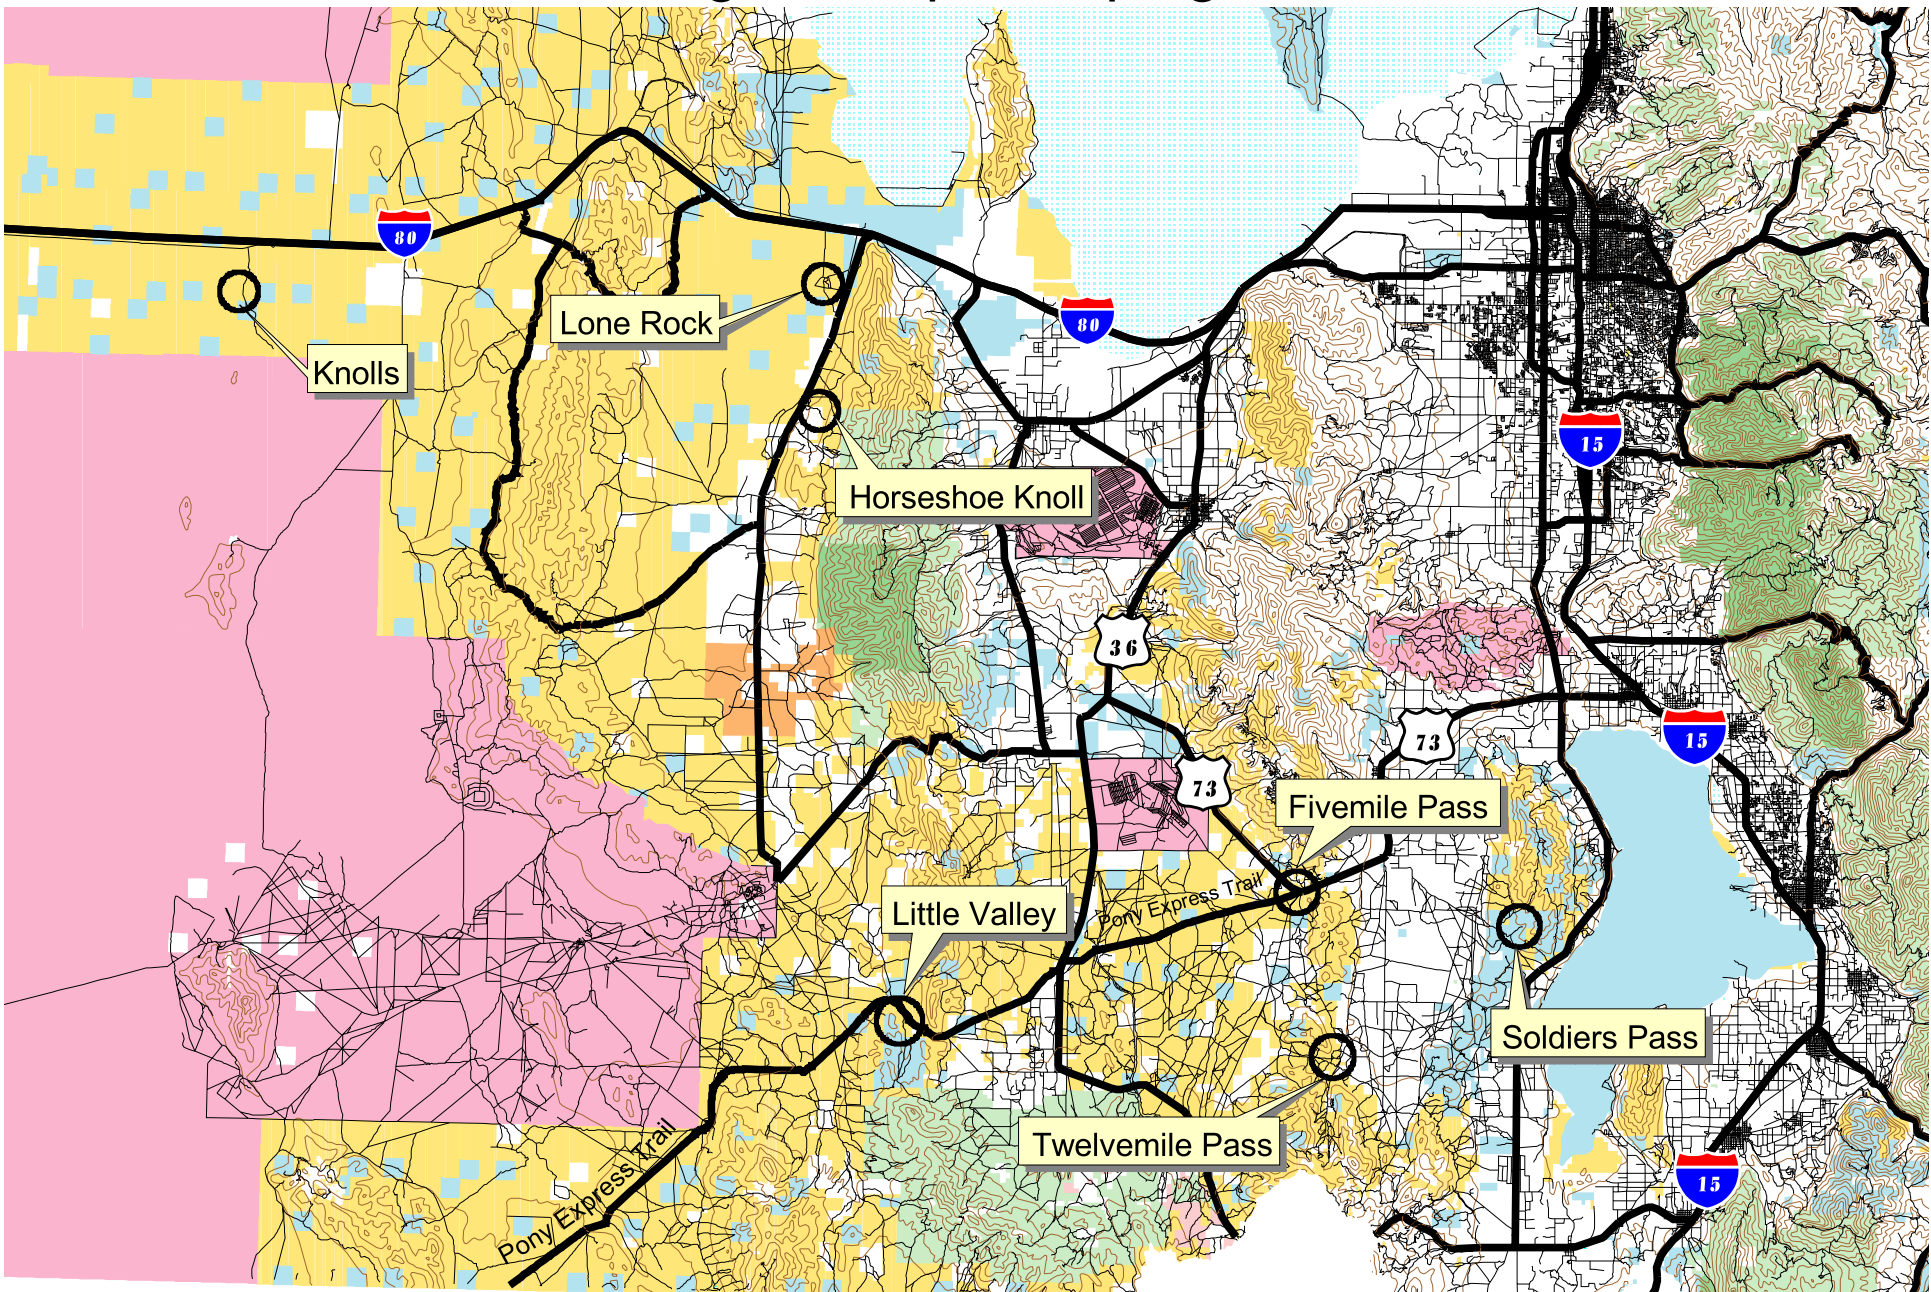 80
Lone Rock
80
Knolls
15
Horseshoe Knoll
36
73
15
73
Fivemile Pass
Pony Express Trail
Little Valley
Soldiers Pass
Twelvemile Pass
Pony Express Trail
15